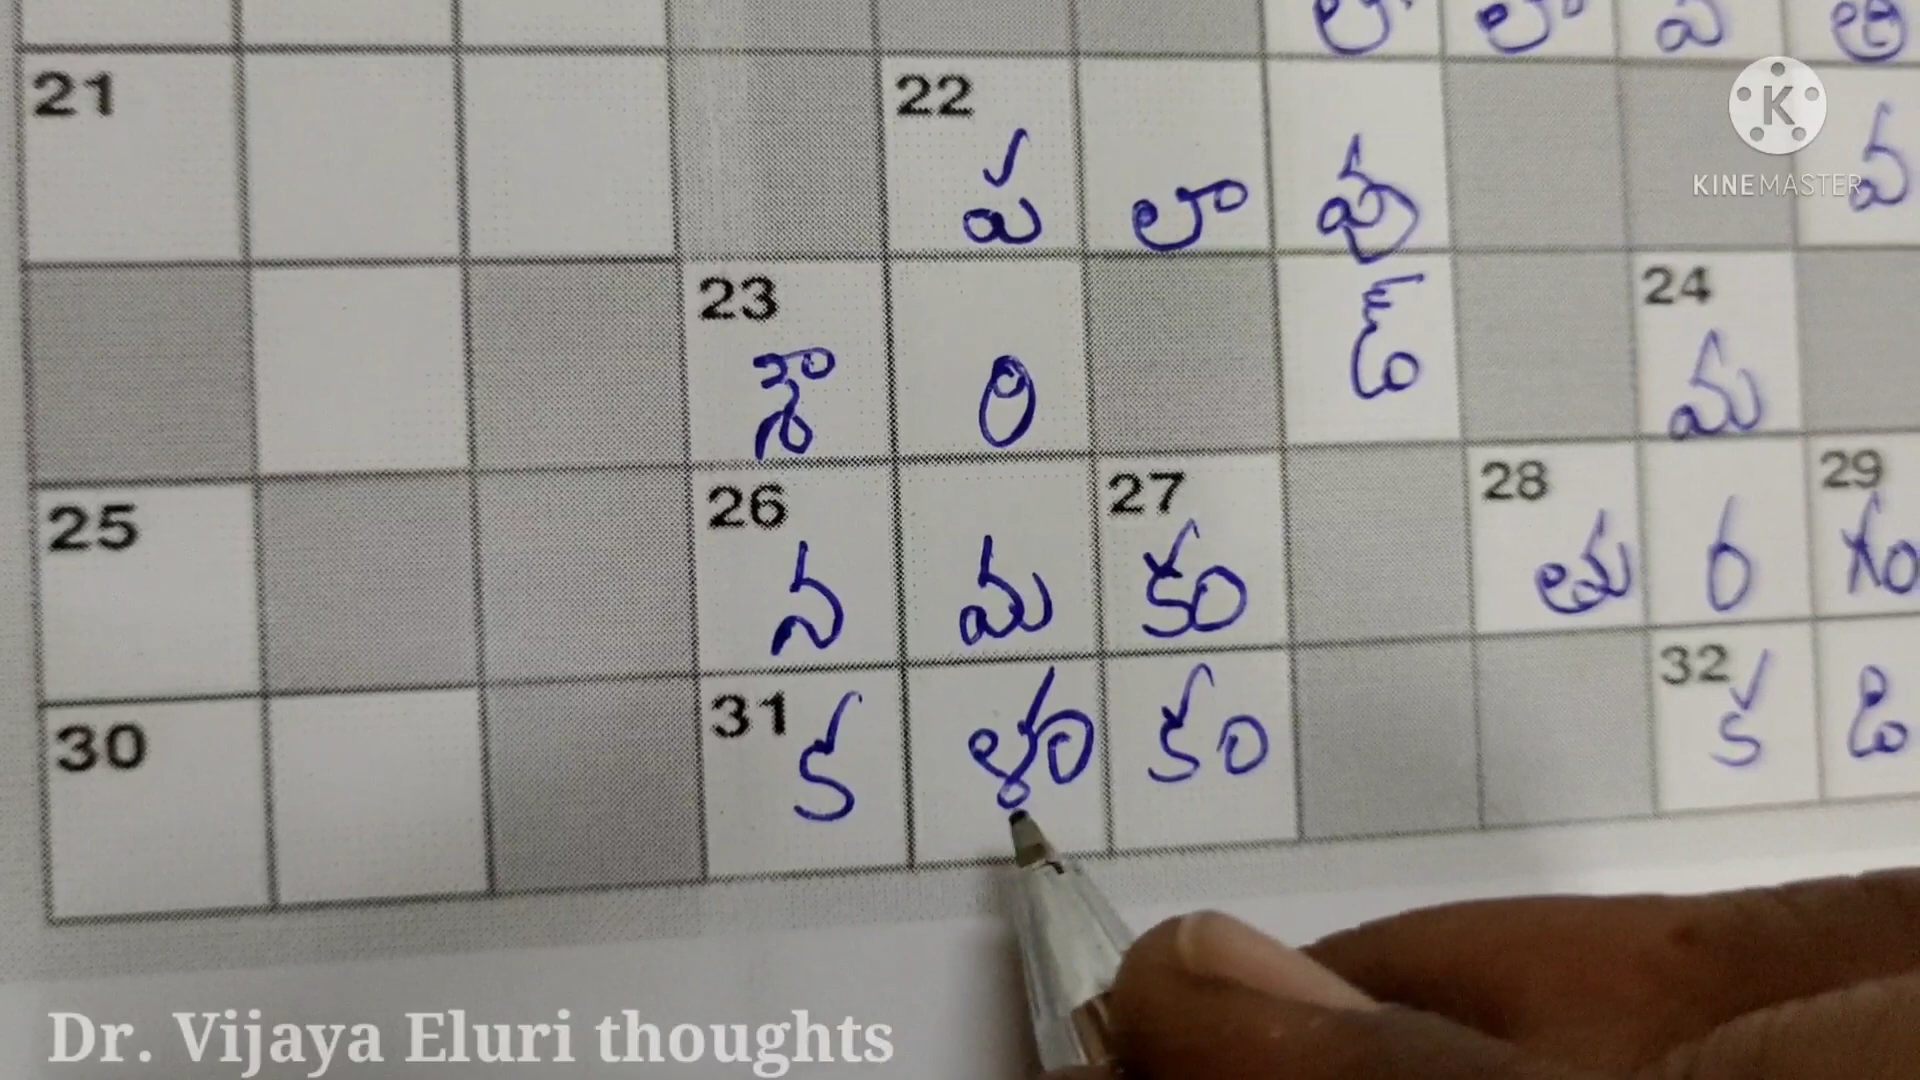 లా లా వ తి
21 22 ప లా వు వ
23 శౌ రి డ్ 24 మ
25 26 న మ 27 కం 28 తు ర 29 గం
30 31 క ళా కం 32 క డి
K
KINEMASTER
Dr. Vijaya Eluri thoughts